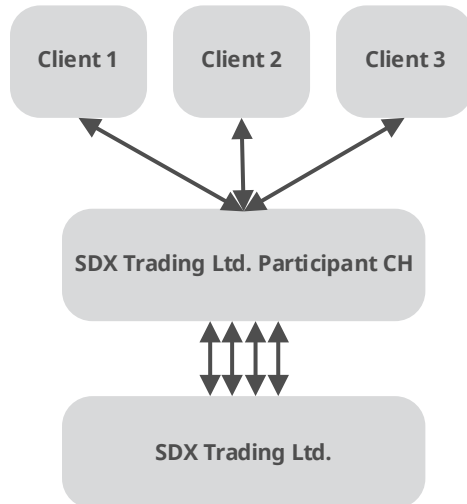 Client 1
Client 2
Client 3
SDX Trading Ltd. Participant CH
SDX Trading Ltd.